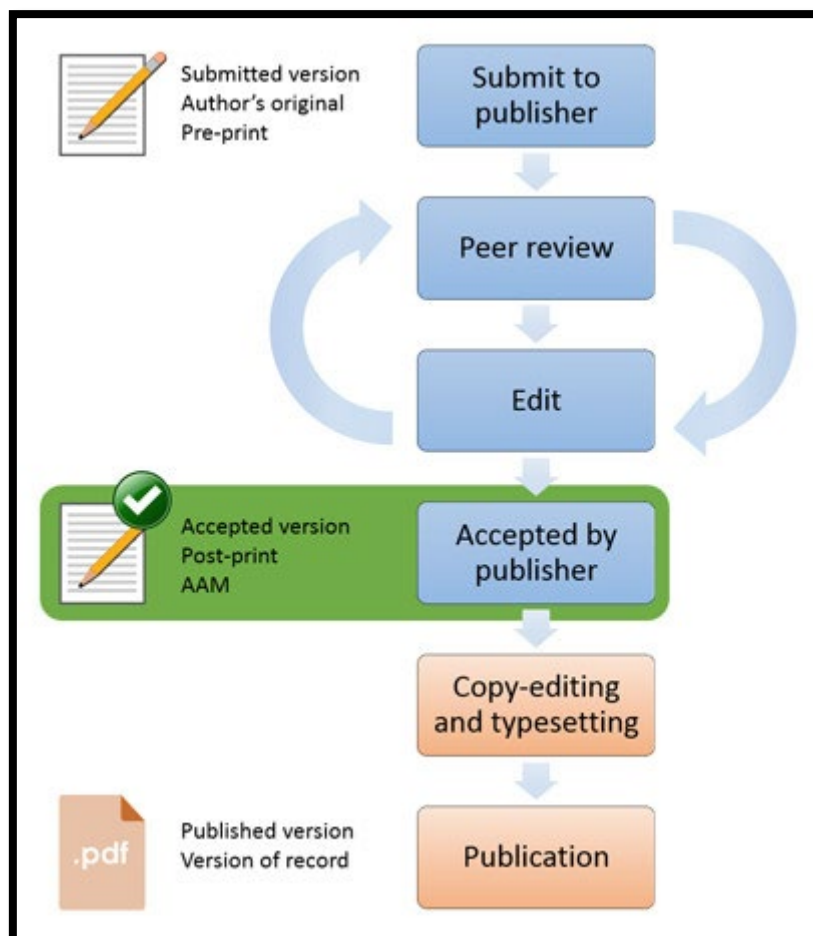 Submitted version
Author's original
Pre-print
Submit to
publisher
Peer review
Edit
Accepted version
Post-print
AAM
Accepted by
publisher
Copy-editing
and typesetting
.pdf
Published version
Version of record
Publication